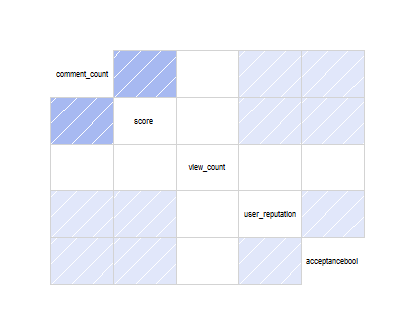 comment_count
score
view_count
user_reputation
acceptancebool